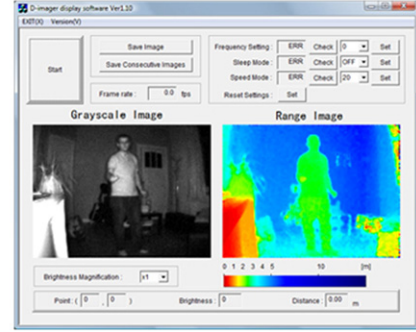 D-imager display software Ver1.10
EXIT(X) Version(V)
Start
Save Image
Save Consecutive Images
Frame rate : 0.0 fps
Frequency Setting : ERR Check 0 Set
Sleep Mode : ERR Check OFF Set
Speed Mode : ERR Check 20 Set
Reset Settings : Set
Grayscale Image
Range Image
Brightness Magnification : x1
0 1 2 3 4 5 10 [m]
Point : ( 0 , 0 ) Brightness : 0 Distance : 0.00 m